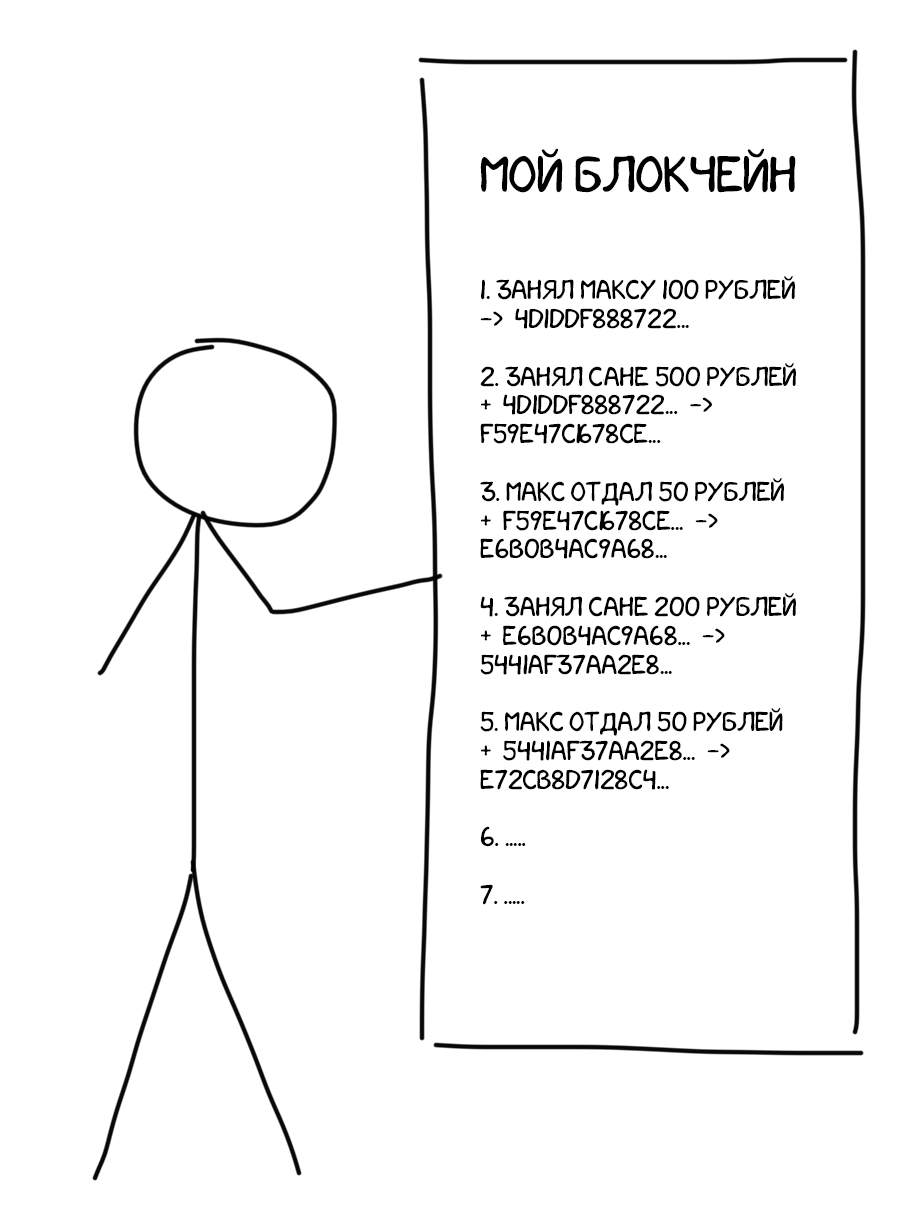 МОЙ БЛОКЧЕЙН
1. ЗАНЯЛ МАКСУ 100 РУБЛЕЙ
-> 4D1DDF888722...
2. ЗАНЯЛ САНЕ 500 РУБЛЕЙ
+ 4D1DDF888722... ->
F59E47C1678CE...
3. МАКС ОТДАЛ 50 РУБЛЕЙ
+ F59E47C1678CE... ->
E6B0B4AC9A68...
4. ЗАНЯЛ САНЕ 200 РУБЛЕЙ
+ E6B0B4AC9A68... ->
5441AF37AA2E8...
5. МАКС ОТДАЛ 50 РУБЛЕЙ
+ 5441AF37AA2E8... ->
E72CB8D7128C4...
6. .....
7. .....